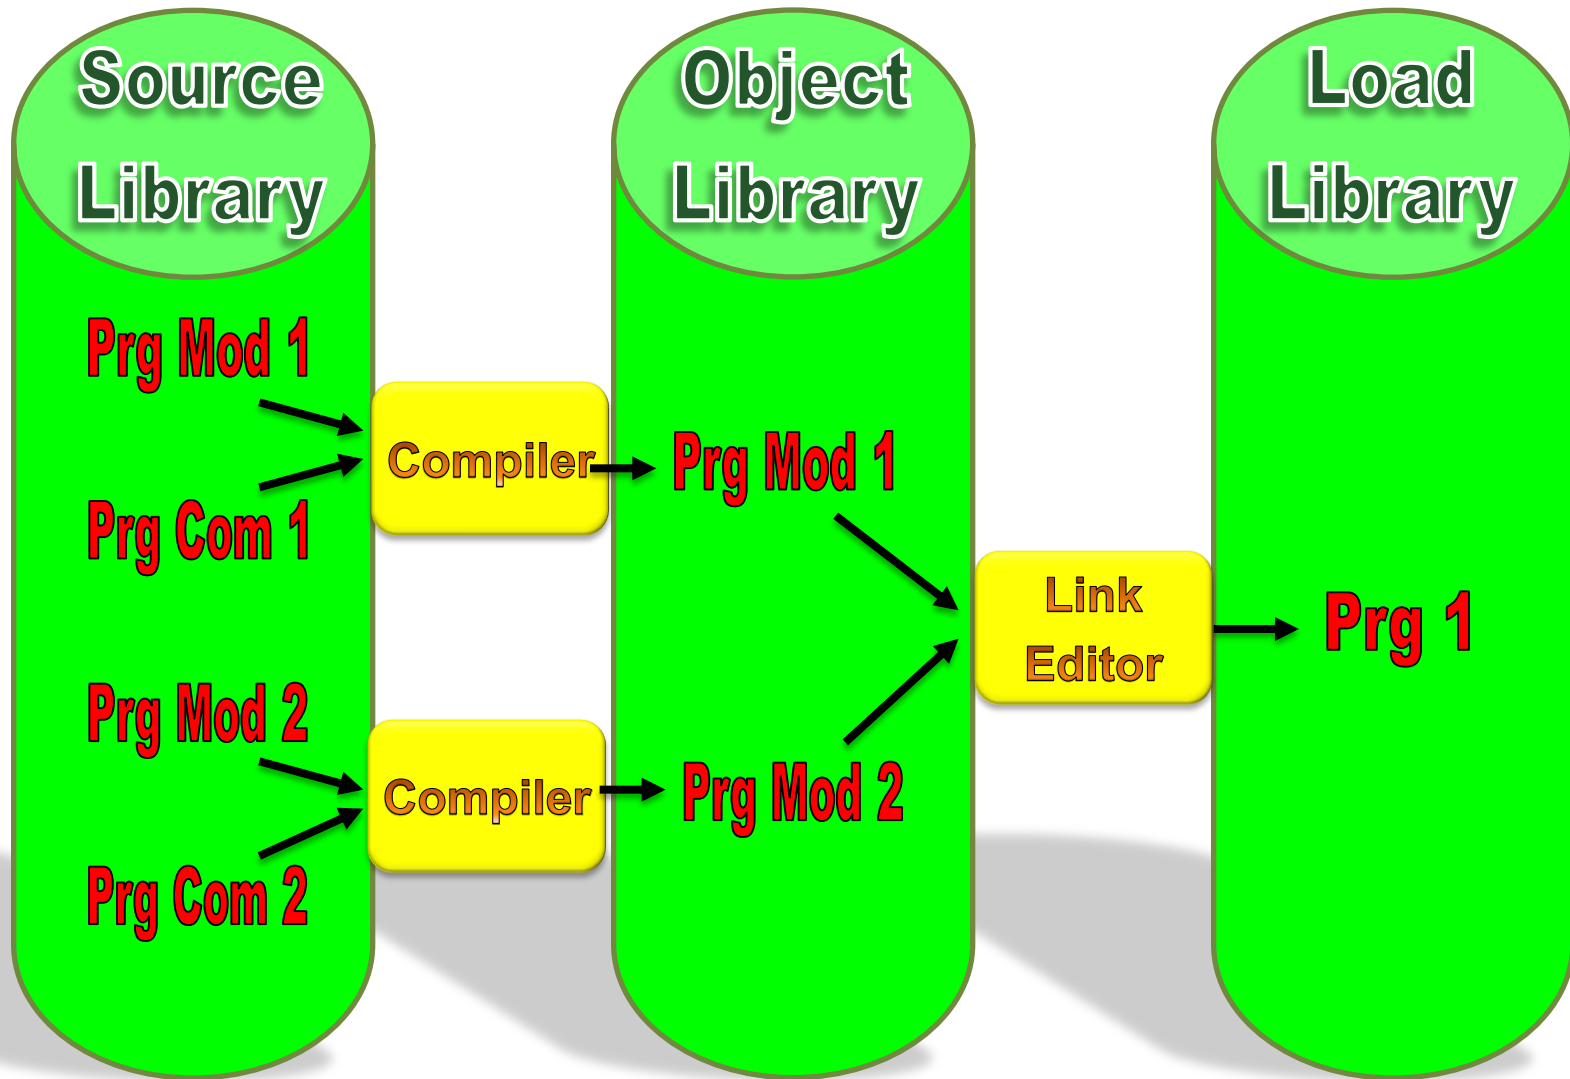 Source
Library
Prg Mod 1
Prg Com 1
Prg Mod 2
Prg Com 2
Compiler
Compiler
Object
Library
Prg Mod 1
Prg Mod 2
Link
Editor
Load
Library
Prg 1